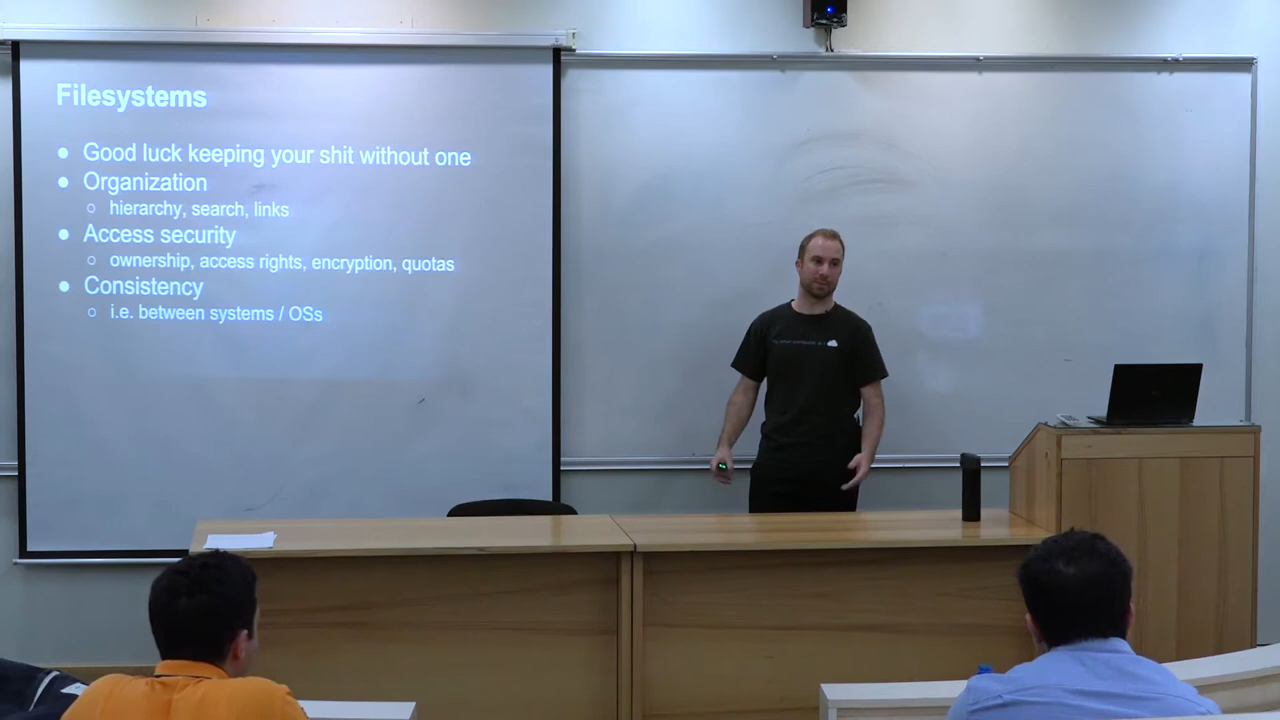 Filesystems
● Good luck keeping your shit without one
● Organization
○ hierarchy, search, links
● Access security
○ ownership, access rights, encryption, quotas
● Consistency
○ i.e. between systems / OSs